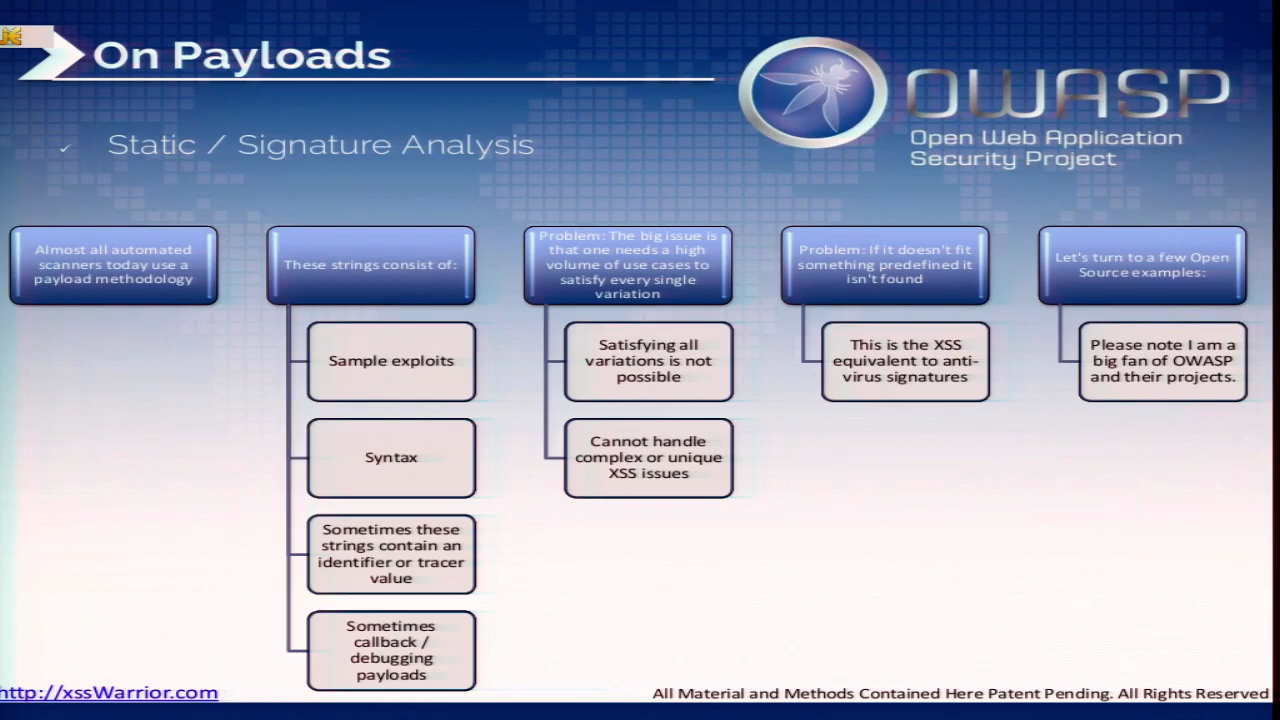 On Payloads
OWASP
Open Web Application
Security Project
✓ Static / Signature Analysis
Almost all automated
scanners today use a
payload methodology
These strings consist of:
Sample exploits
Syntax
Sometimes these
strings contain an
identifier or tracer
value
Sometimes
callback /
debugging
payloads
Problem: The big issue is
that one needs a high
volume of use cases to
satisfy every single
variation
Satisfying all
variations is not
possible
Cannot handle
complex or unique
XSS issues
Problem: If it doesn't fit
something predefined it
isn't found
This is the XSS
equivalent to anti-
virus signatures
Let's turn to a few Open
Source examples:
Please note I am a
big fan of OWASP
and their projects.
http://xssWarrior.com
All Material and Methods Contained Here Patent Pending. All Rights Reserved